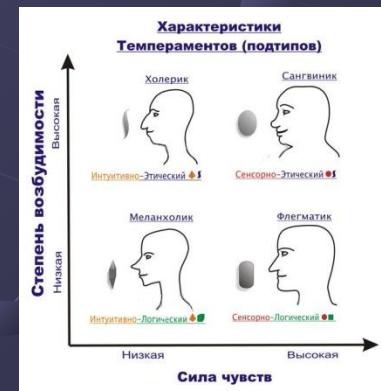 Характеристики
Темпераментов (подтипов)
Холерик
Сангвиник
Интуитивно-Этический
Сенсорно-Этический
Меланхолик
Флегматик
Интуитивно-Логический
Сенсорно-Логический
Степень возбудимости
Высокая
Низкая
Низкая
Высокая
Сила чувств